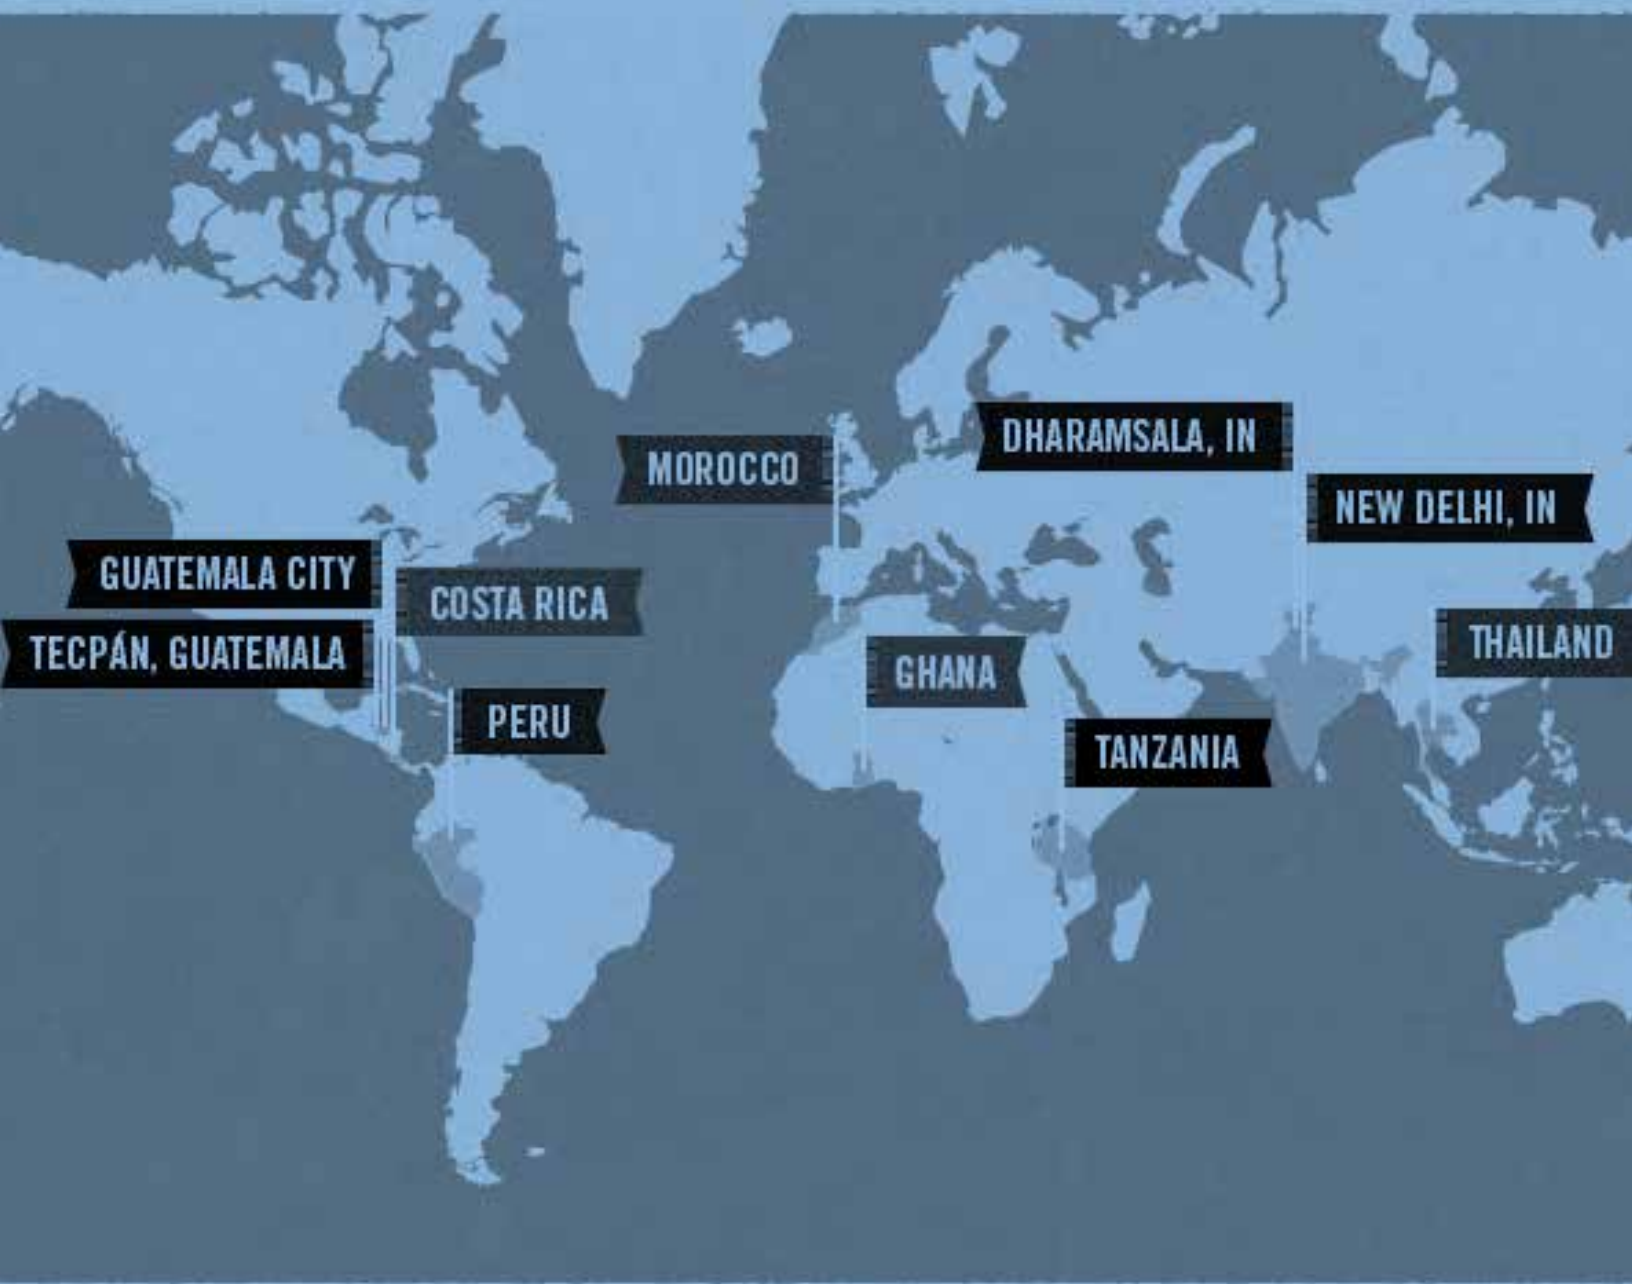 DHARAMSALA, IN
MOROCCO
NEW DELHI, IN
GUATEMALA CITY
COSTA RICA
THAILAND
TECPÁN, GUATEMALA
GHANA
PERU
TANZANIA